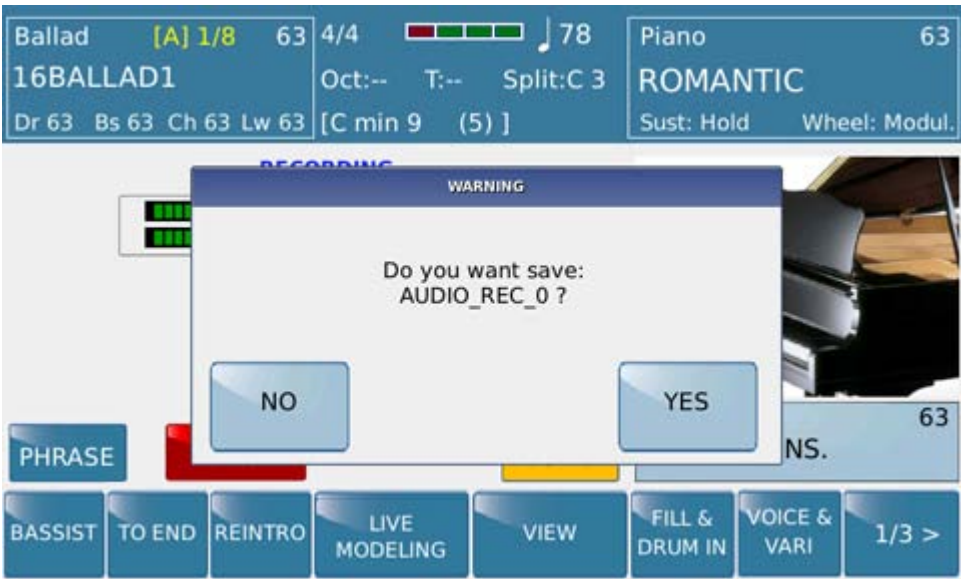 Ballad [A] 1/8 63
16BALLAD1
Dr 63 Bs 63 Ch 63 Lw 63
4/4 78
Oct:-- T:-- Split:C 3
[C min 9 (5) ]
Piano 63
ROMANTIC
Sust: Hold Wheel: Modul.
RECORDING
WARNING
Do you want save:
AUDIO_REC_0 ?
NO YES
63
NS.
PHRASE
BASSIST
TO END
REINTRO
LIVE
MODELING
VIEW
FILL &
DRUM IN
VOICE &
VARI
1/3 >